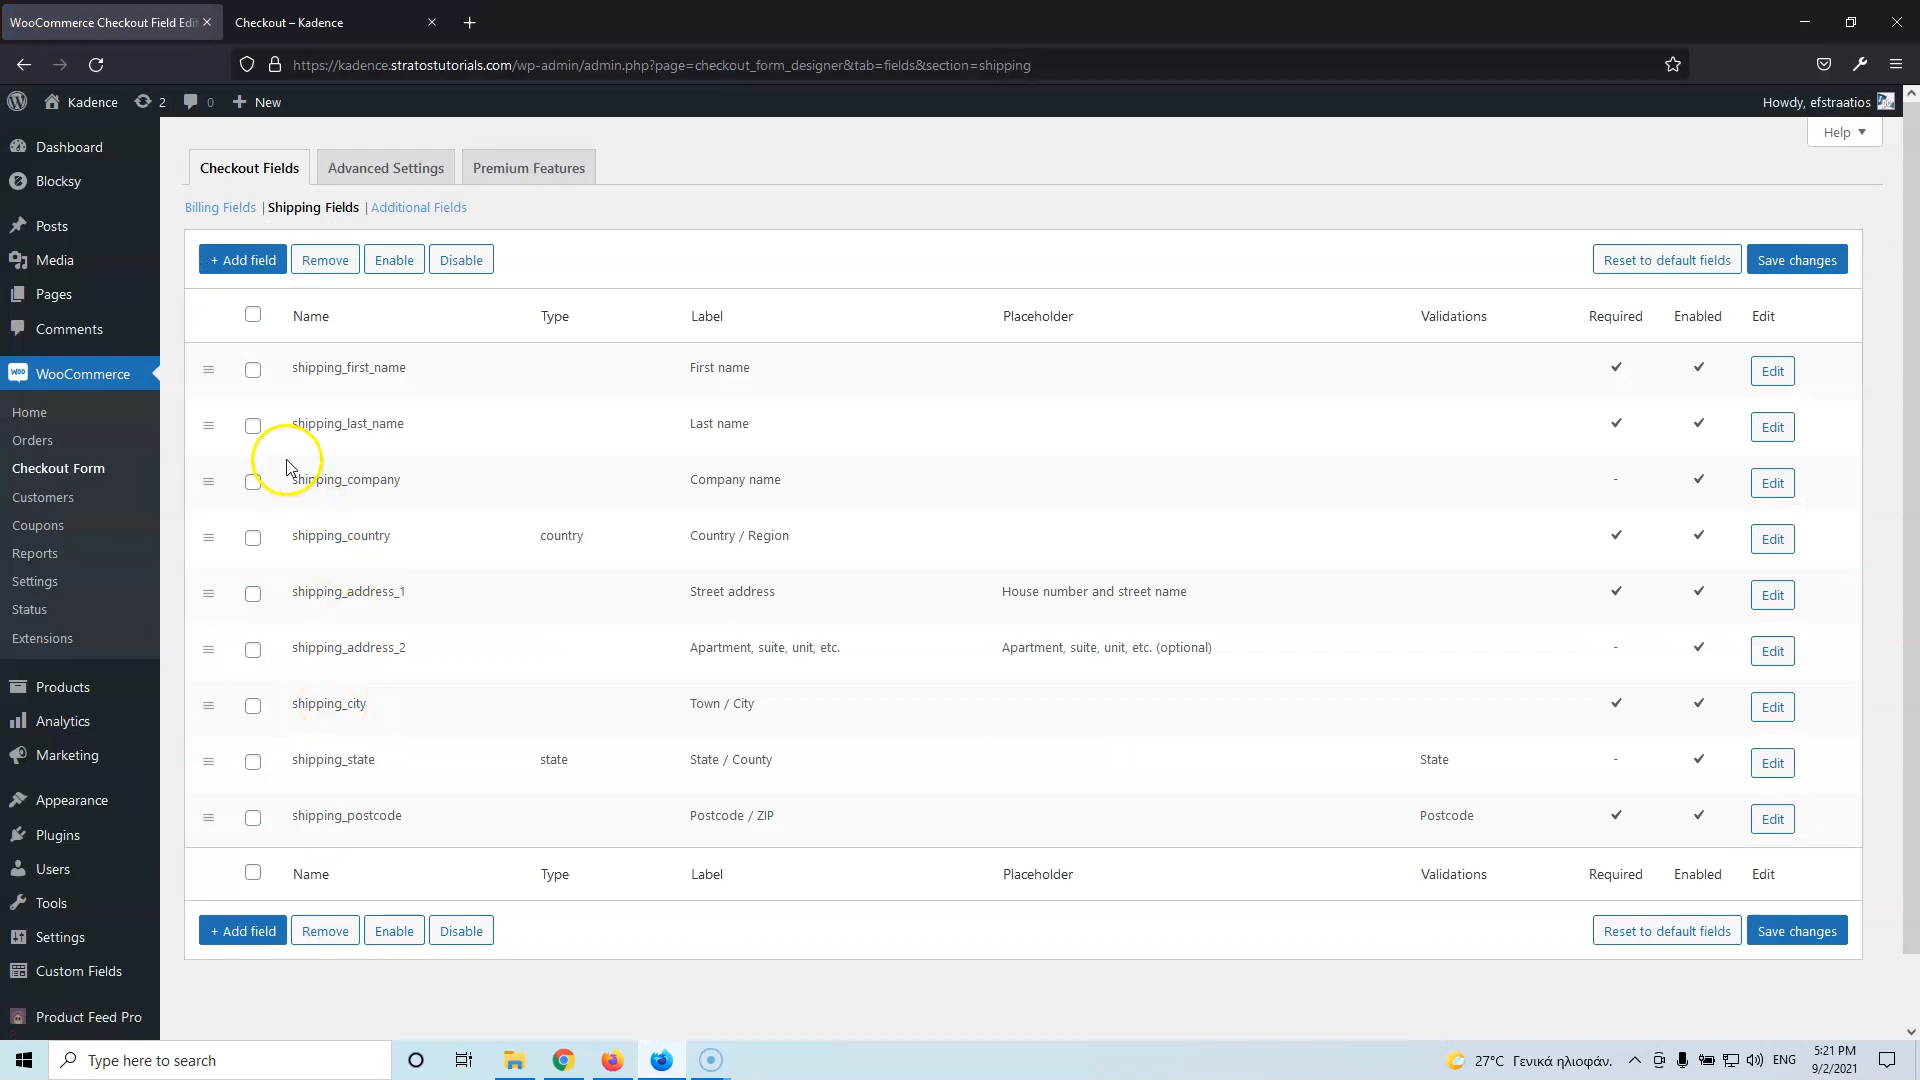 WooCommerce Checkout Field Edi
Checkout – Kadence
https://kadence.stratostutorials.com/wp-admin/admin.php?page=checkout_form_designer&tab=fields&section=shipping
Kadence 2 0 + New
Howdy, efstraatios
Help
Dashboard
Blocksy
Posts
Media
Pages
Comments
WooCommerce
Home
Orders
Checkout Form
Customers
Coupons
Reports
Settings
Status
Extensions
Products
Analytics
Marketing
Appearance
Plugins
Users
Tools
Settings
Custom Fields
Product Feed Pro
Checkout Fields Advanced Settings Premium Features
Billing Fields | Shipping Fields | Additional Fields
+ Add field Remove Enable Disable Reset to default fields Save changes
Name Type Label Placeholder Validations Required Enabled Edit
shipping_first_name First name ✔ ✔ Edit
shipping_last_name Last name ✔ ✔ Edit
shipping_company Company name - ✔ Edit
shipping_country country Country / Region ✔ ✔ Edit
shipping_address_1 Street address House number and street name ✔ ✔ Edit
shipping_address_2 Apartment, suite, unit, etc. Apartment, suite, unit, etc. (optional) - ✔ Edit
shipping_city Town / City ✔ ✔ Edit
shipping_state state State / County State - ✔ Edit
shipping_postcode Postcode / ZIP Postcode ✔ ✔ Edit
Name Type Label Placeholder Validations Required Enabled Edit
+ Add field Remove Enable Disable Reset to default fields Save changes
Type here to search
27°C Γενικά ηλιοφάν.
ENG
5:21 PM
9/2/2021